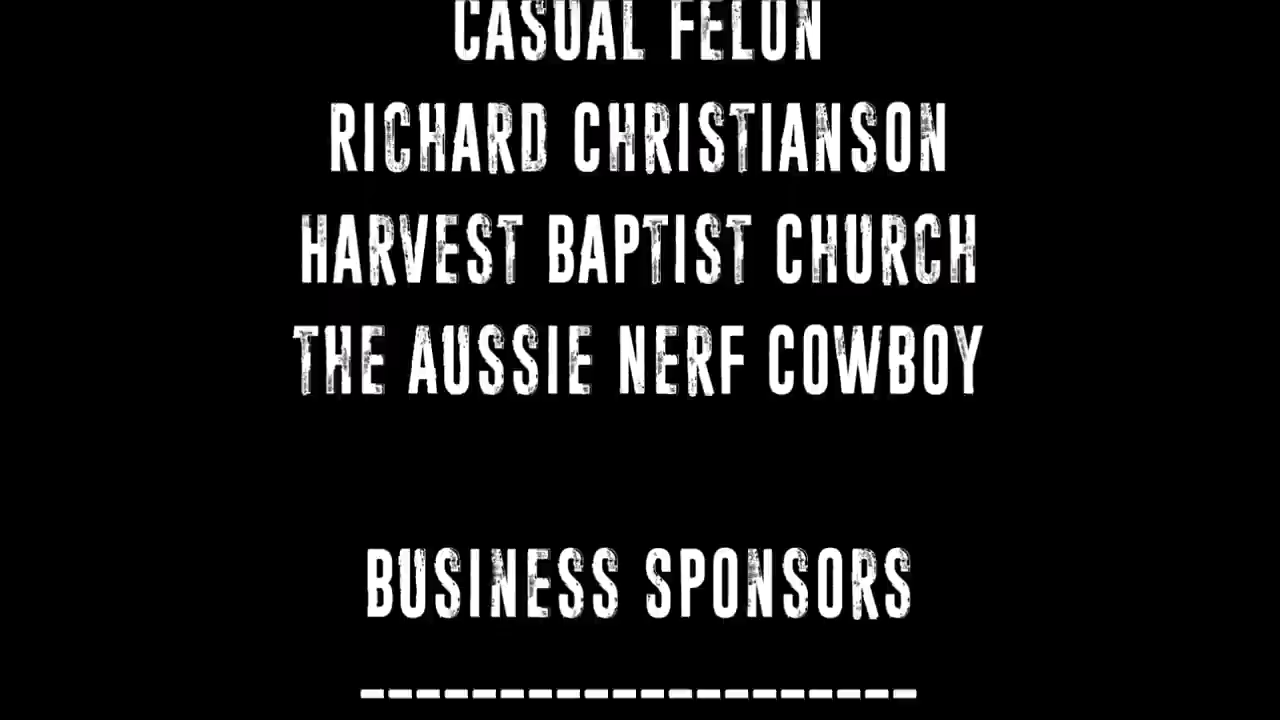 CASUAL FELON
RICHARD CHRISTIANSON
HARVEST BAPTIST CHURCH
THE AUSSIE NERF COWBOY
BUSINESS SPONSORS
--------------------